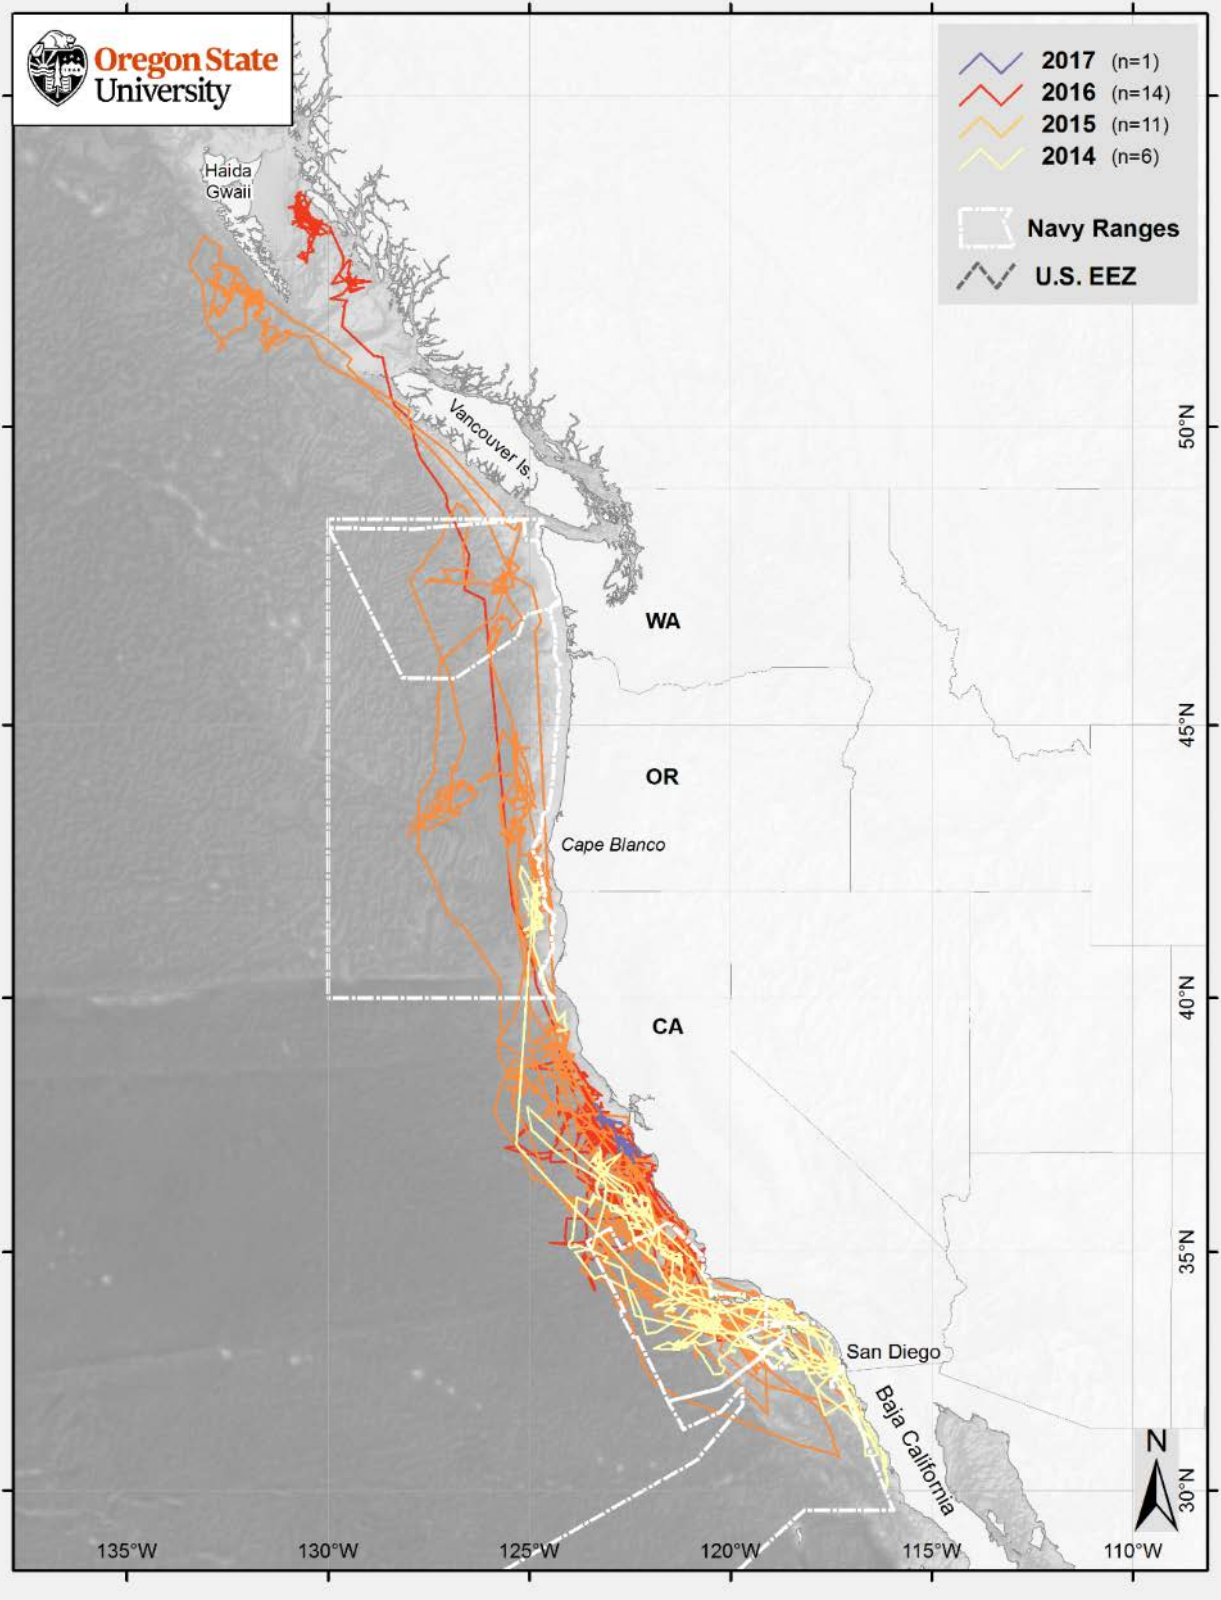 Oregon State
University
2017 (n=1)
2016 (n=14)
2015 (n=11)
2014 (n=6)
Navy Ranges
U.S. EEZ
Haida
Gwaii
Vancouver Is.
50°N
WA
45°N
OR
Cape Blanco
40°N
CA
35°N
San Diego
Baja California
N
30°N
135°W
130°W
125°W
120°W
115°W
110°W